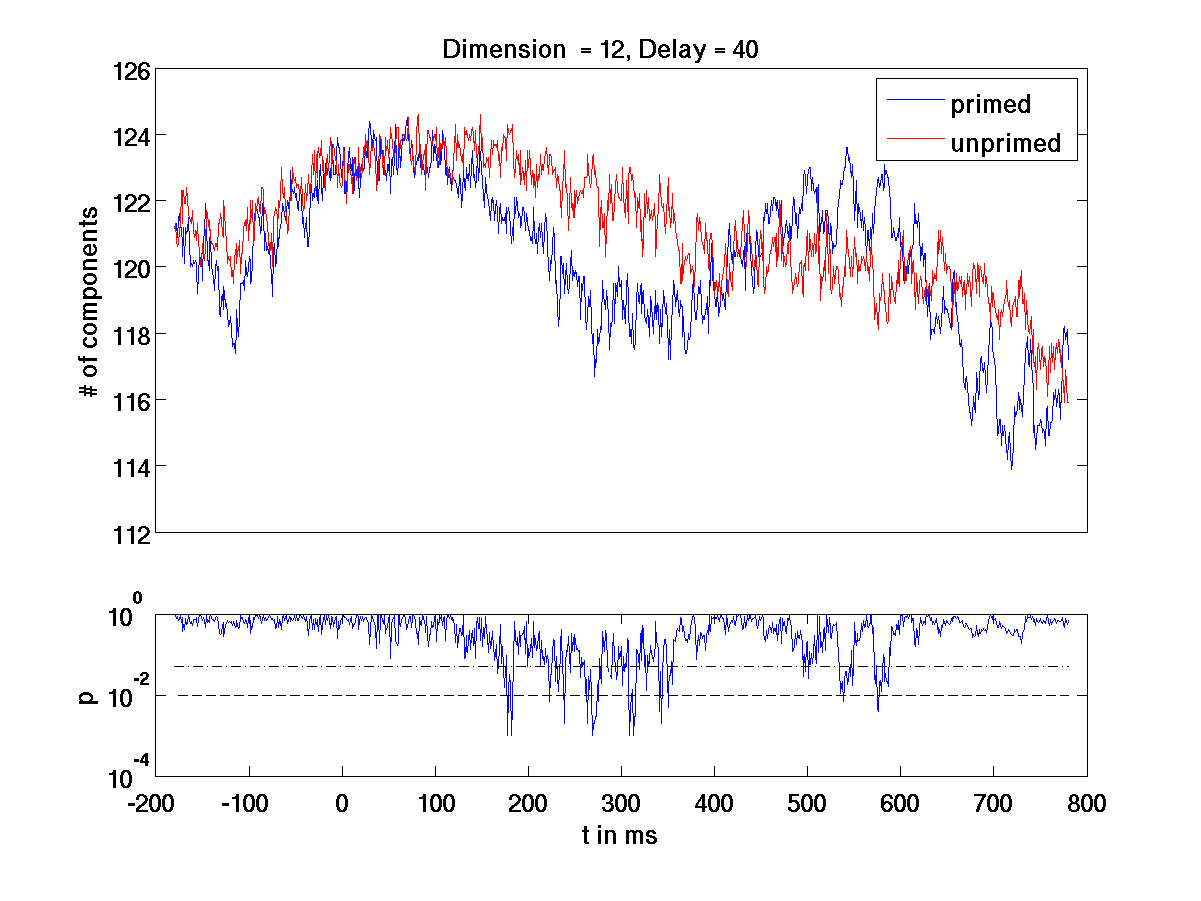 Dimension = 12, Delay = 40
126
124
122
120
118
116
114
112
# of components
primed
unprimed
10^0
10^-2
10^-4
p
-200 -100 0 100 200 300 400 500 600 700 800
t in ms